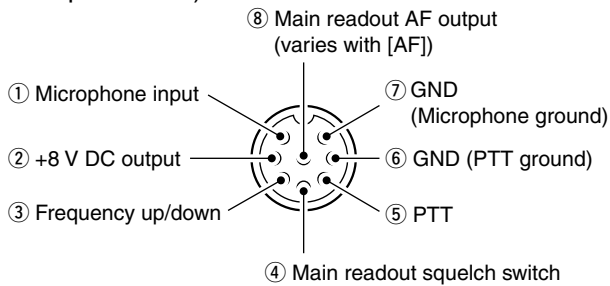 ⑧ Main readout AF output
(varies with [AF])
① Microphone input
⑦ GND
(Microphone ground)
② +8 V DC output
⑥ GND (PTT ground)
③ Frequency up/down
⑤ PTT
④ Main readout squelch switch